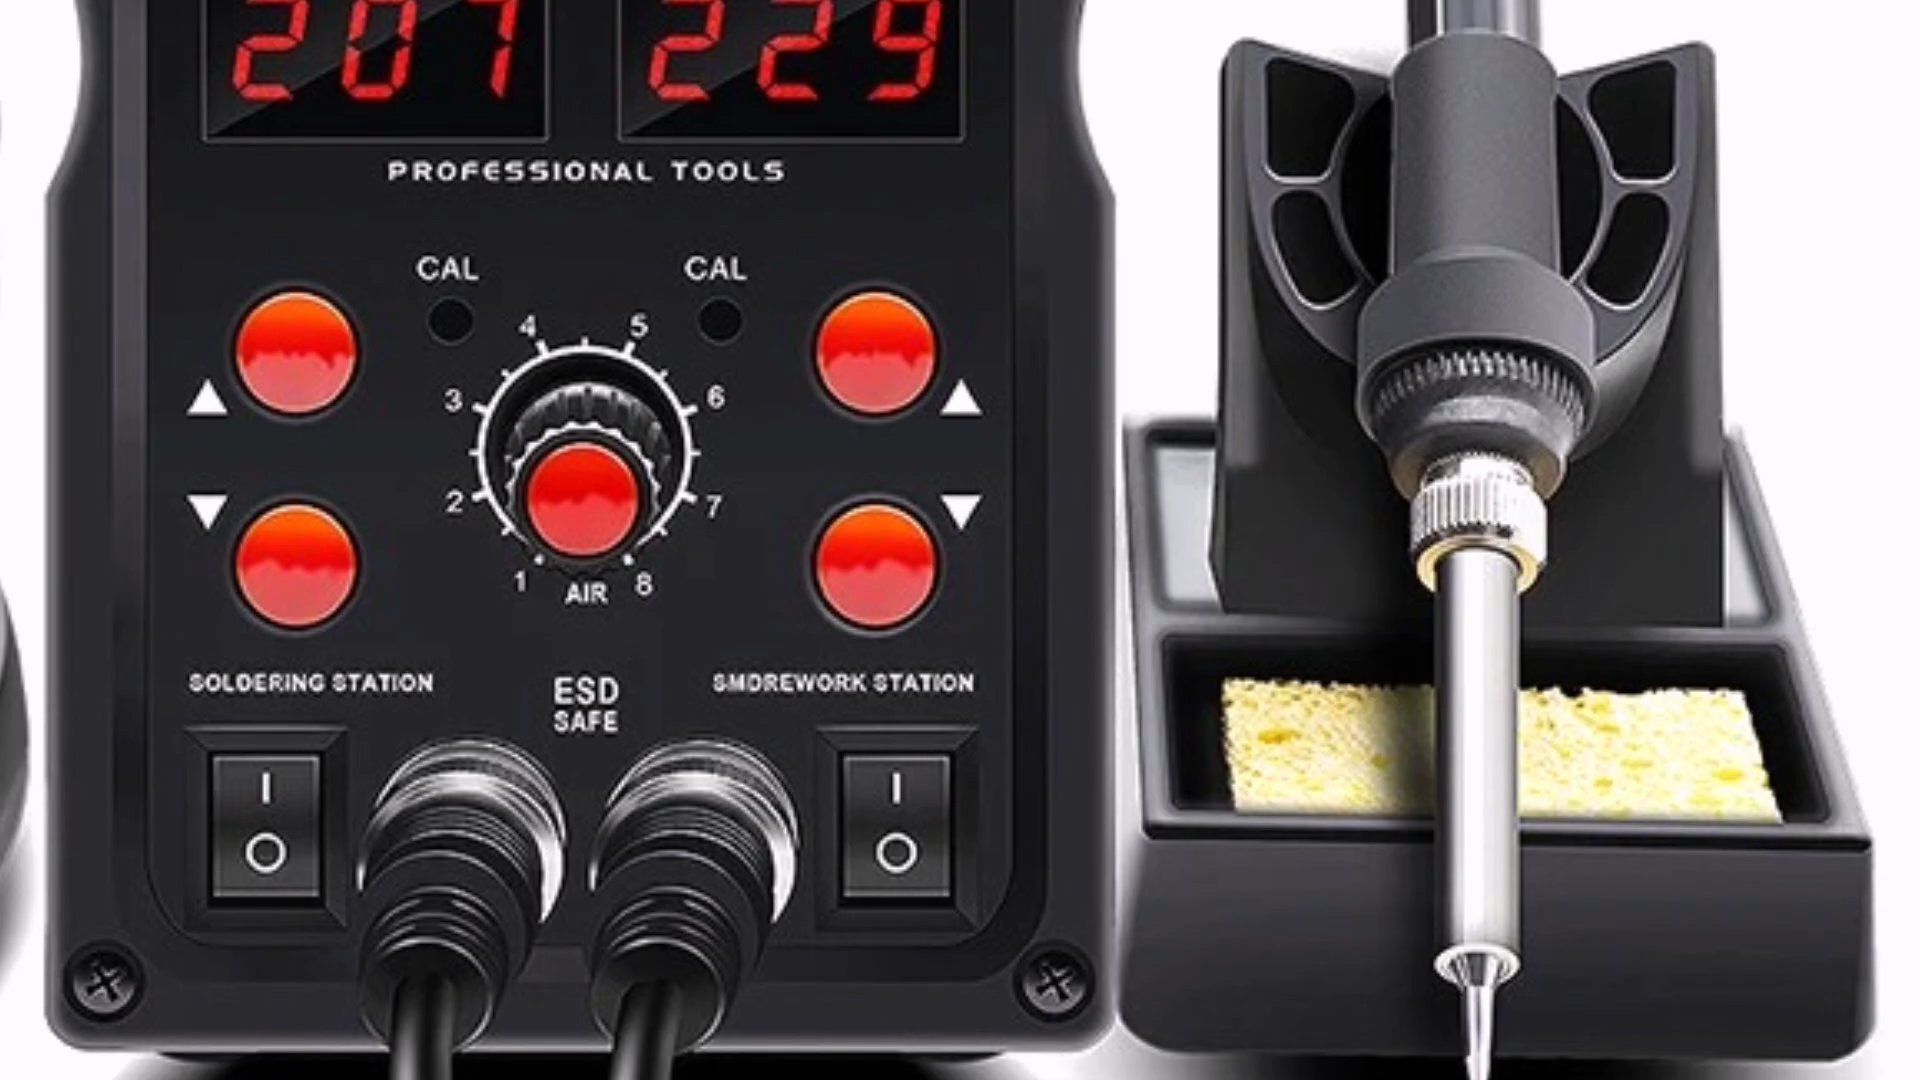 207 229
PROFESSIONAL TOOLS
CAL CAL
4 5
3 6
2 7
1 AIR 8
SOLDERING STATION
ESD
SAFE
SMDREWORK STATION